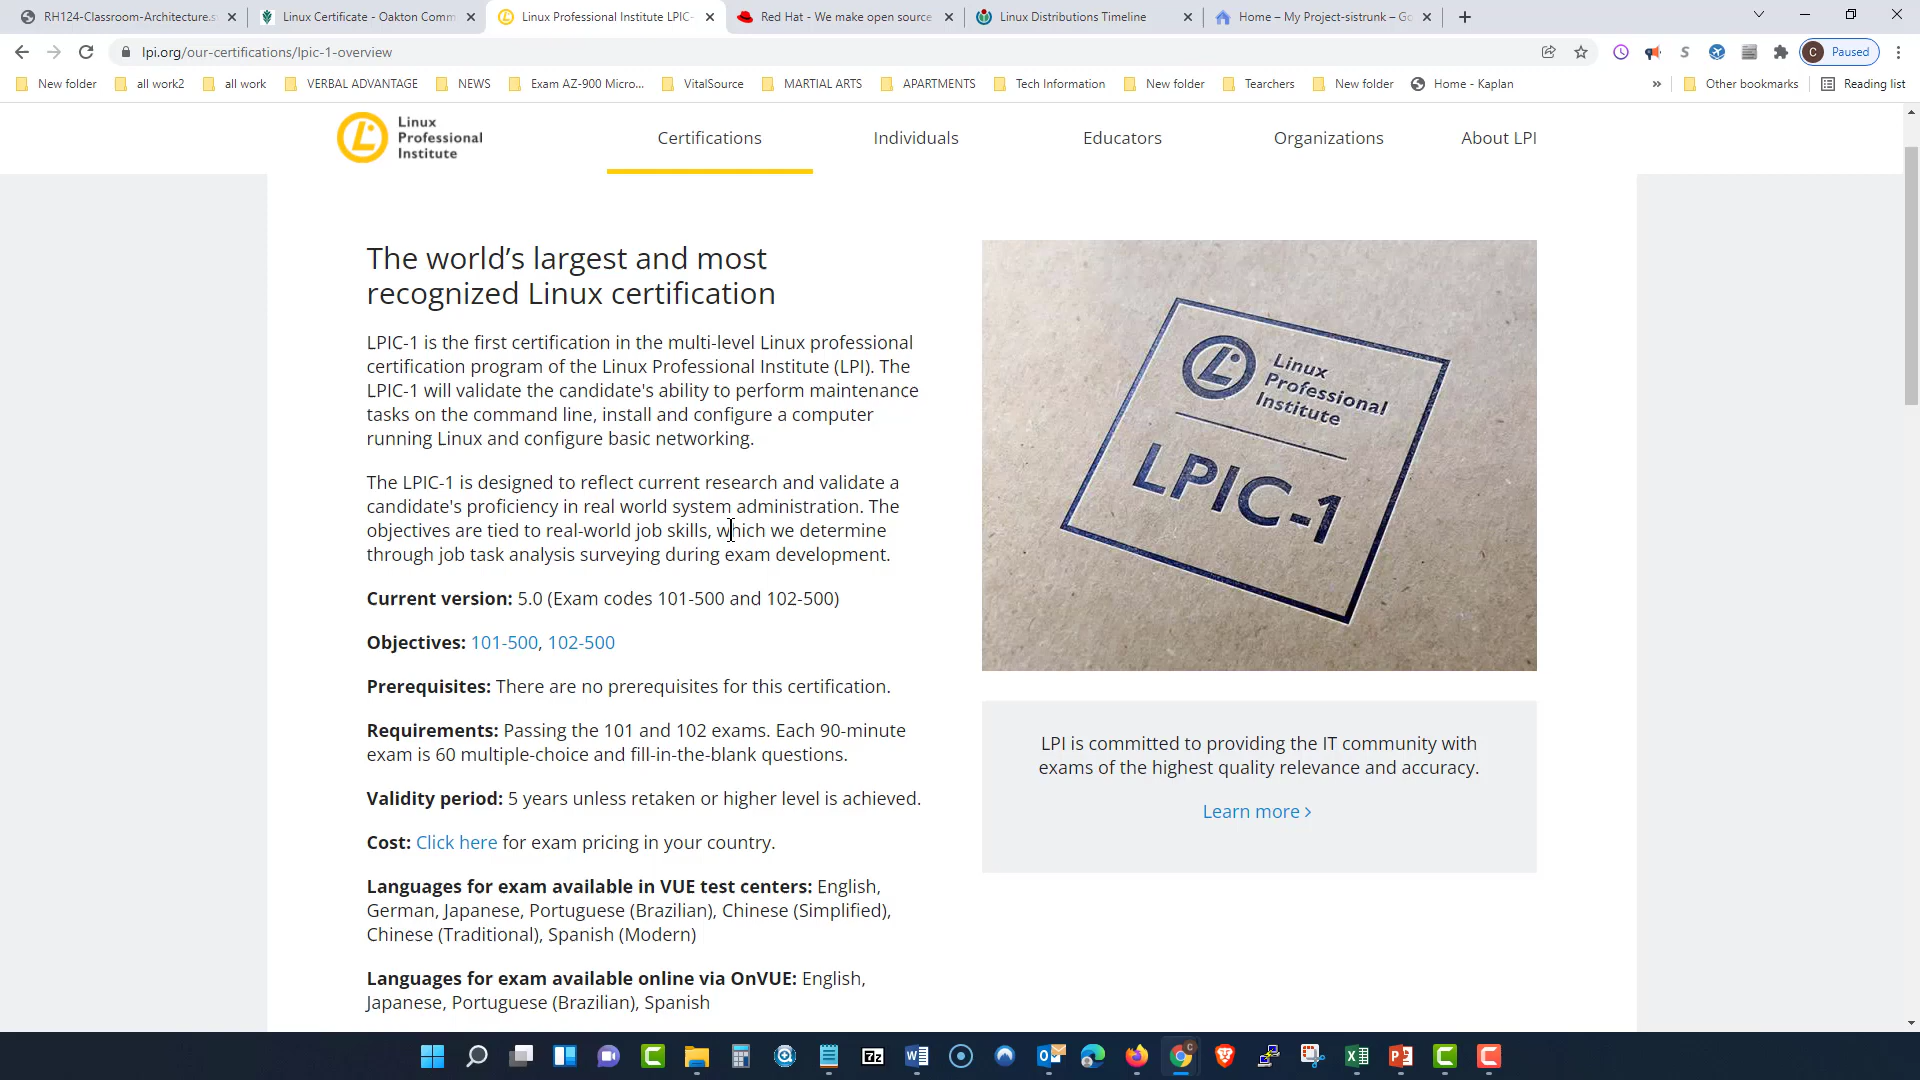 RH124-Classroom-Architecture.s
Linux Certificate - Oakton Comm
Linux Professional Institute LPIC-
Red Hat - We make open source
Linux Distributions Timeline
Home – My Project-sistrunk – Go
lpi.org/our-certifications/lpic-1-overview
C Paused
New folder
all work2
all work
VERBAL ADVANTAGE
NEWS
Exam AZ-900 Micro...
VitalSource
MARTIAL ARTS
APARTMENTS
Tech Information
New folder
Tearchers
New folder
Home - Kaplan
»
Other bookmarks
Reading list
Linux
Professional
Institute
Certifications
Individuals
Educators
Organizations
About LPI
The world’s largest and most
recognized Linux certification
LPIC-1 is the first certification in the multi-level Linux professional
certification program of the Linux Professional Institute (LPI). The
LPIC-1 will validate the candidate's ability to perform maintenance
tasks on the command line, install and configure a computer
running Linux and configure basic networking.
The LPIC-1 is designed to reflect current research and validate a
candidate's proficiency in real world system administration. The
objectives are tied to real-world job skills, which we determine
through job task analysis surveying during exam development.
Current version: 5.0 (Exam codes 101-500 and 102-500)
Objectives: 101-500, 102-500
Prerequisites: There are no prerequisites for this certification.
Requirements: Passing the 101 and 102 exams. Each 90-minute
exam is 60 multiple-choice and fill-in-the-blank questions.
Validity period: 5 years unless retaken or higher level is achieved.
Cost: Click here for exam pricing in your country.
Languages for exam available in VUE test centers: English,
German, Japanese, Portuguese (Brazilian), Chinese (Simplified),
Chinese (Traditional), Spanish (Modern)
Languages for exam available online via OnVUE: English,
Japanese, Portuguese (Brazilian), Spanish
Linux
Professional
Institute
LPIC-1
LPI is committed to providing the IT community with
exams of the highest quality relevance and accuracy.
Learn more ›